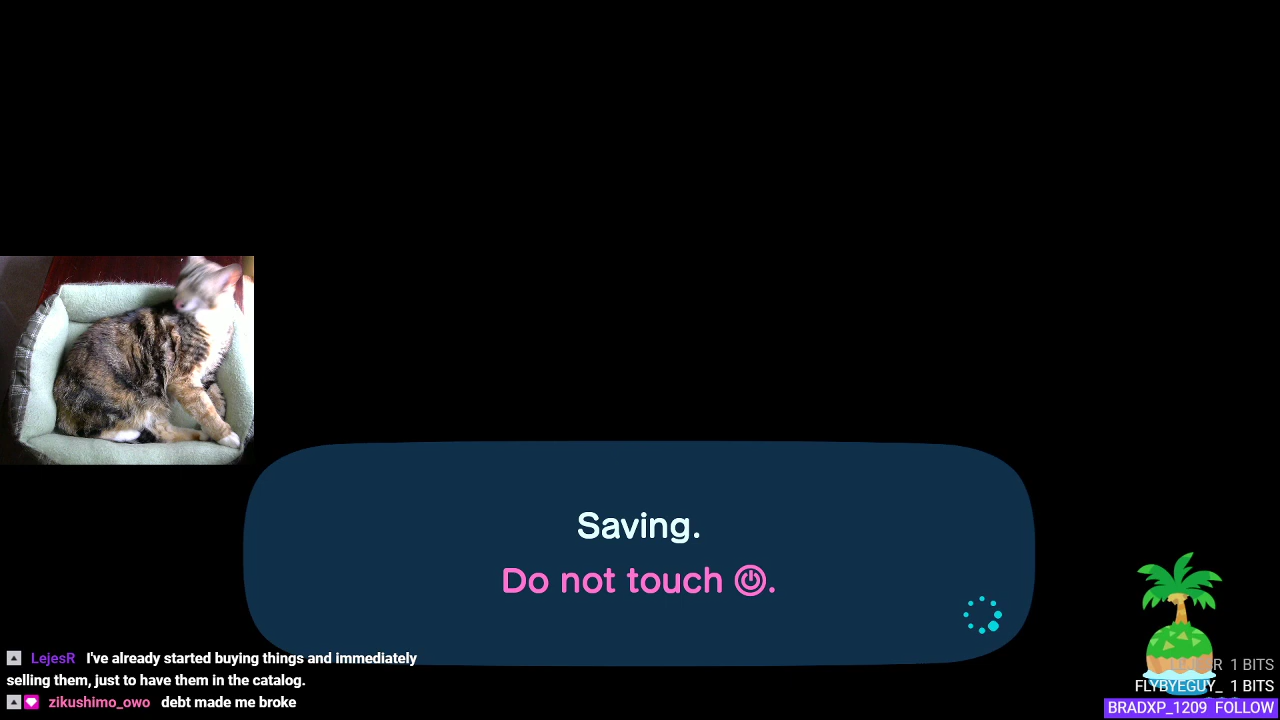 Saving.
Do not touch ⏻.
LejesR I've already started buying things and immediately
selling them, just to have them in the catalog.
zikushimo_owo debt made me broke
R 1 BITS
FLYBYEGUY_ 1 BITS
BRADXP_1209 FOLLOW